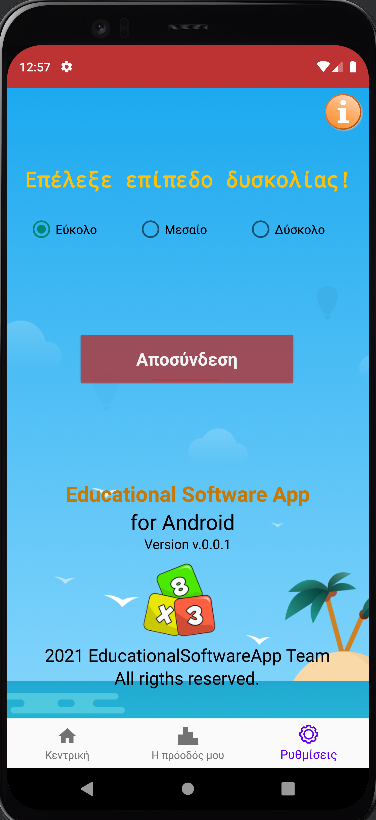 12:57
i
Επέλεξε επίπεδο δυσκολίας!
Εύκολο Μεσαίο Δύσκολο
Αποσύνδεση
Educational Software App
for Android
Version v.0.0.1
8
x 3
2021 EducationalSoftwareApp Team
All rigths reserved.
Κεντρική Η πρόοδός μου Ρυθμίσεις